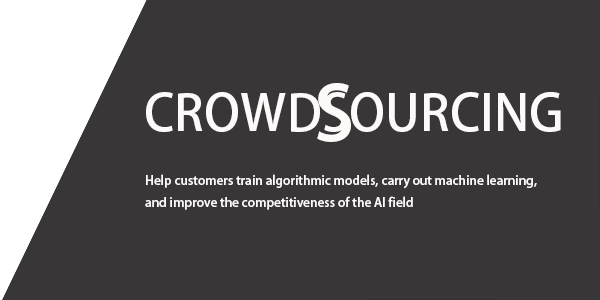 CROWDSOURCING
Help customers train algorithmic models, carry out machine learning,
and improve the competitiveness of the AI field